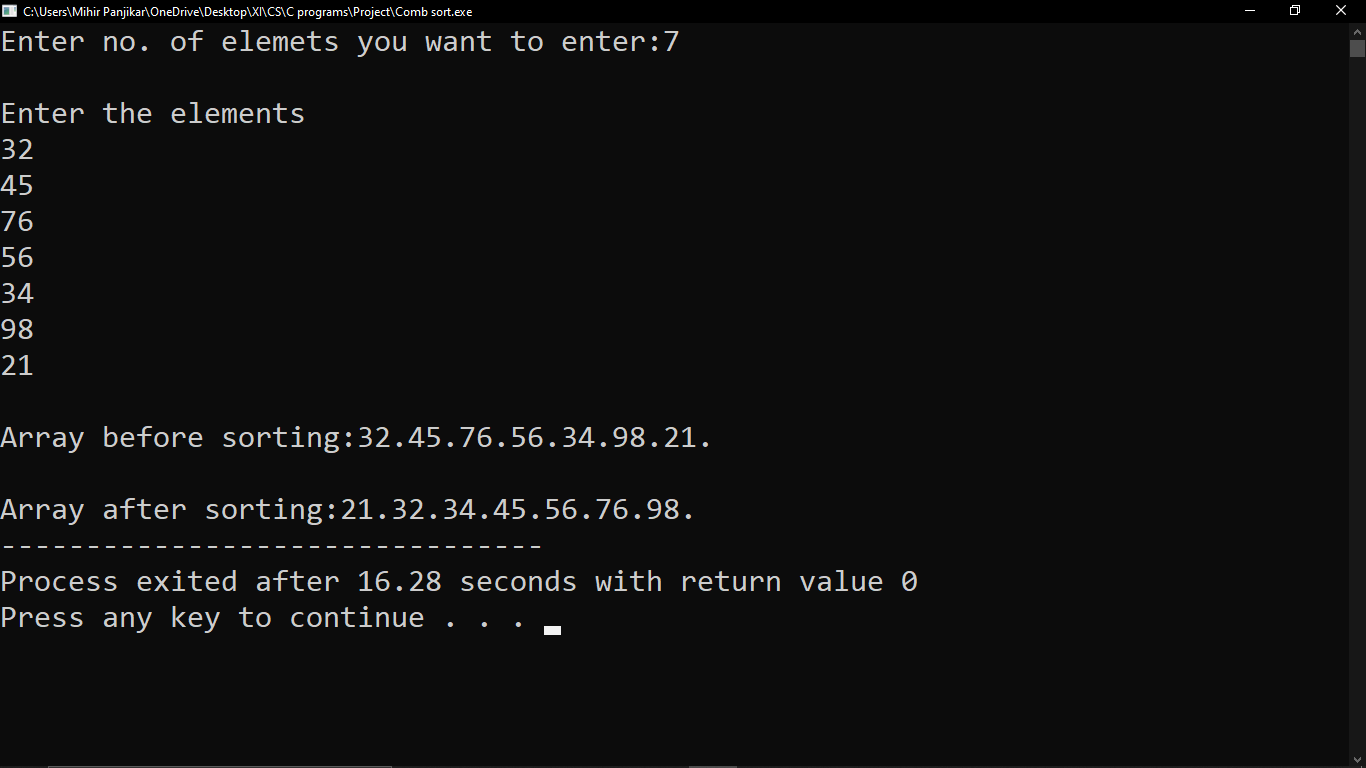 C:\Users\Mihir Panjikar\OneDrive\Desktop\XI\CS\C programs\Project\Comb sort.exe
Enter no. of elemets you want to enter:7
Enter the elements
32
45
76
56
34
98
21
Array before sorting:32.45.76.56.34.98.21.
Array after sorting:21.32.34.45.56.76.98.
--------------------------------
Process exited after 16.28 seconds with return value 0
Press any key to continue . . .